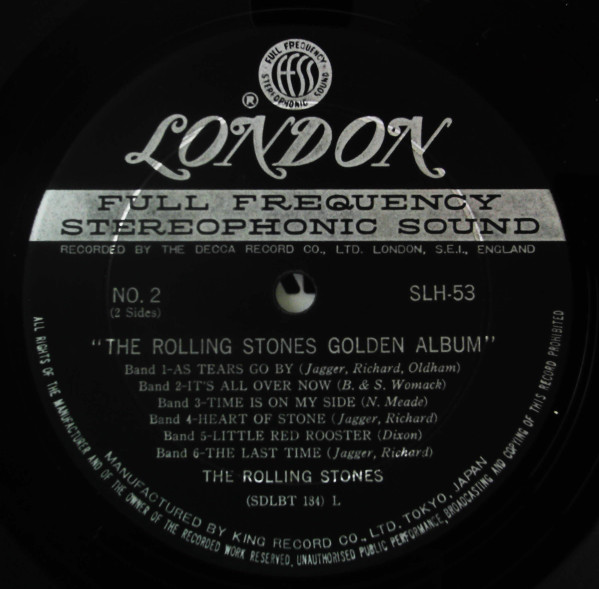 FULL FREQUENCY
ffss
STEREOPHONIC SOUND
®
LONDON
FULL FREQUENCY
STEREOPHONIC SOUND
RECORDED BY THE DECCA RECORD CO., LTD. LONDON, S.E.I., ENGLAND
NO. 2
(2 Sides)
SLH-53
"THE ROLLING STONES GOLDEN ALBUM"
Band 1-AS TEARS GO BY (Jagger, Richard, Oldham)
Band 2-IT'S ALL OVER NOW (B. & S. Womack)
Band 3-TIME IS ON MY SIDE (N. Meade)
Band 4-HEART OF STONE (Jagger, Richard)
Band 5-LITTLE RED ROOSTER (Dixon)
Band 6-THE LAST TIME (Jagger, Richard)
THE ROLLING STONES
(SDLBT 184) L
MANUFACTURED BY KING RECORD CO., LTD. TOKYO, JAPAN
ALL RIGHTS OF THE MANUFACTURER AND OF THE OWNER OF THE RECORDED WORK RESERVED, UNAUTHORISED PUBLIC PERFORMANCE, BROADCASTING AND COPYING OF THIS RECORD PROHIBITED